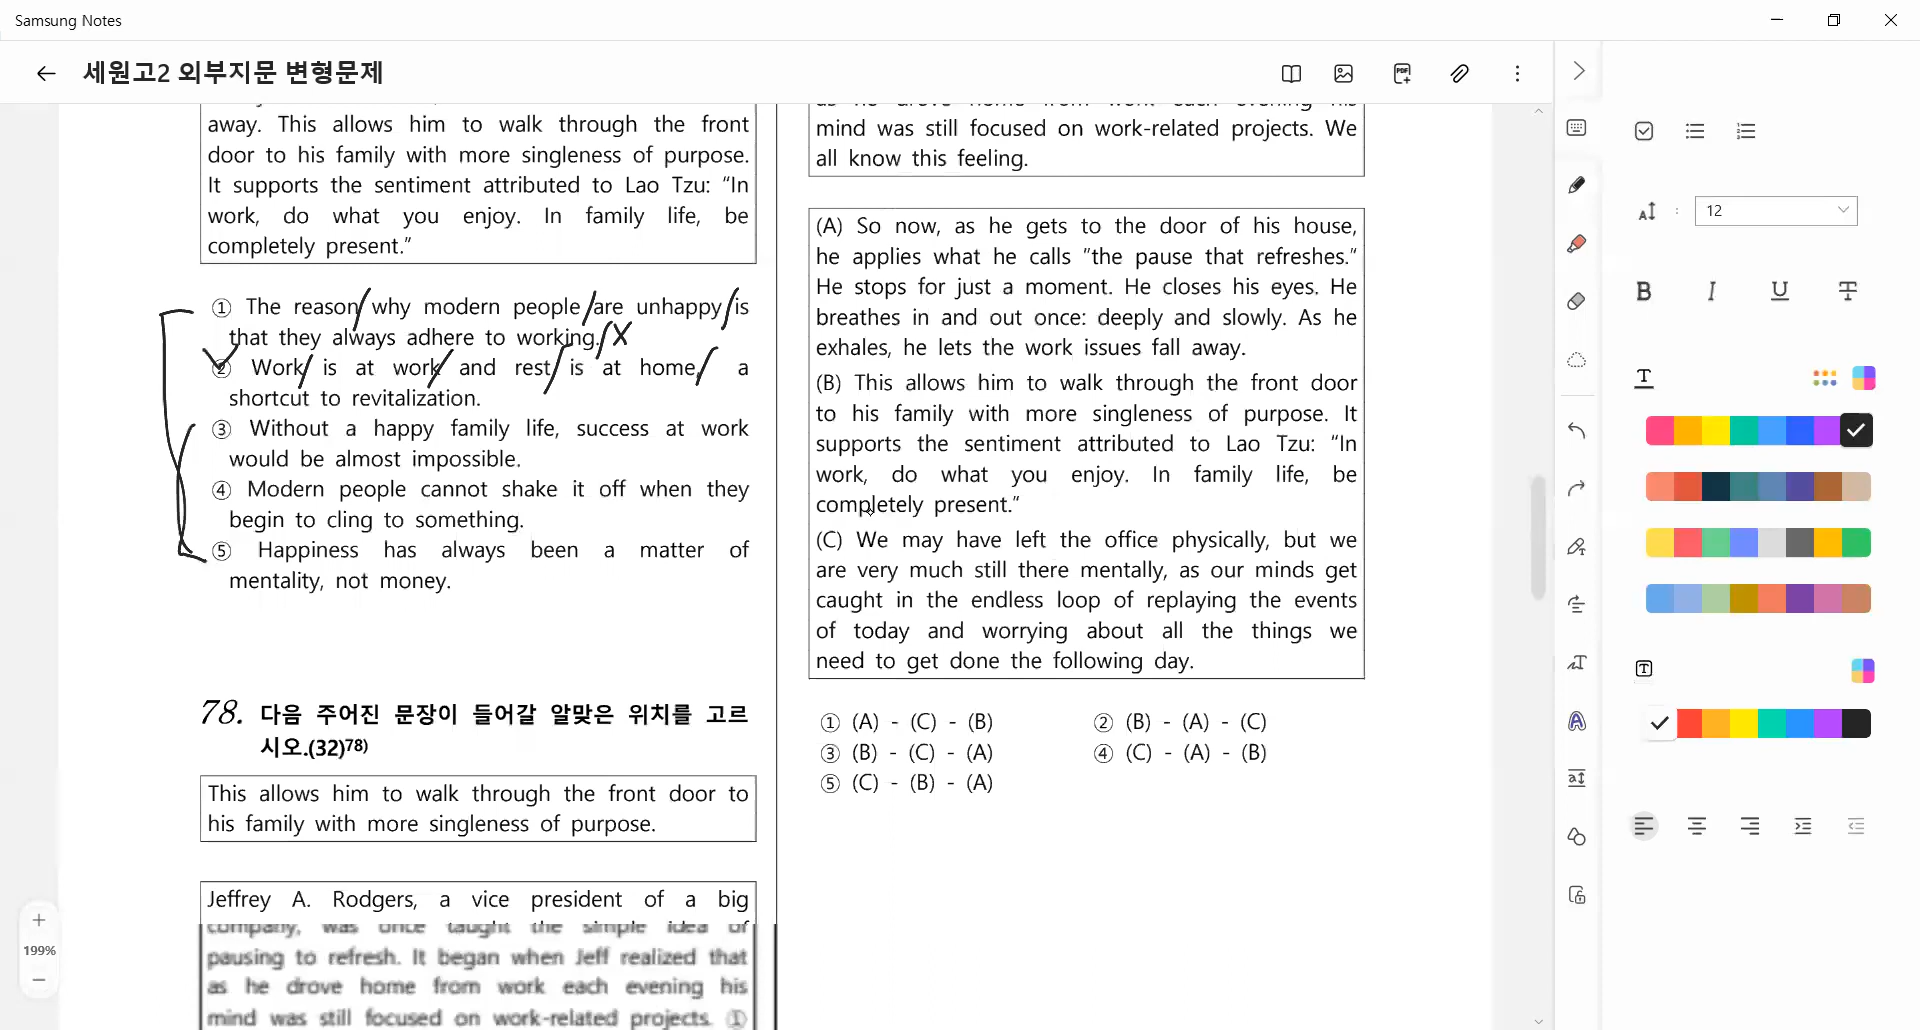 Samsung Notes
세원고2 외부지문 변형문제
away. This allows him to walk through the front
door to his family with more singleness of purpose.
It supports the sentiment attributed to Lao Tzu: “In
work, do what you enjoy. In family life, be
completely present.”
① The reason why modern people are unhappy is
that they always adhere to working. X
② Work is at work and rest is at home, a
shortcut to revitalization.
③ Without a happy family life, success at work
would be almost impossible.
④ Modern people cannot shake it off when they
begin to cling to something.
⑤ Happiness has always been a matter of
mentality, not money.
78. 다음 주어진 문장이 들어갈 알맞은 위치를 고르
시오.(32)78)
This allows him to walk through the front door to
his family with more singleness of purpose.
Jeffrey A. Rodgers, a vice president of a big
company, was once taught the simple idea of
pausing to refresh. It began when Jeff realized that
as he drove home from work each evening his
mind was still focused on work-related projects. ①
as he drove home from work each evening his
mind was still focused on work-related projects. We
all know this feeling.
(A) So now, as he gets to the door of his house,
he applies what he calls “the pause that refreshes.”
He stops for just a moment. He closes his eyes. He
breathes in and out once: deeply and slowly. As he
exhales, he lets the work issues fall away.
(B) This allows him to walk through the front door
to his family with more singleness of purpose. It
supports the sentiment attributed to Lao Tzu: “In
work, do what you enjoy. In family life, be
completely present.”
(C) We may have left the office physically, but we
are very much still there mentally, as our minds get
caught in the endless loop of replaying the events
of today and worrying about all the things we
need to get done the following day.
① (A) - (C) - (B) ② (B) - (A) - (C)
③ (B) - (C) - (A) ④ (C) - (A) - (B)
⑤ (C) - (B) - (A)
199%
12
B I U T